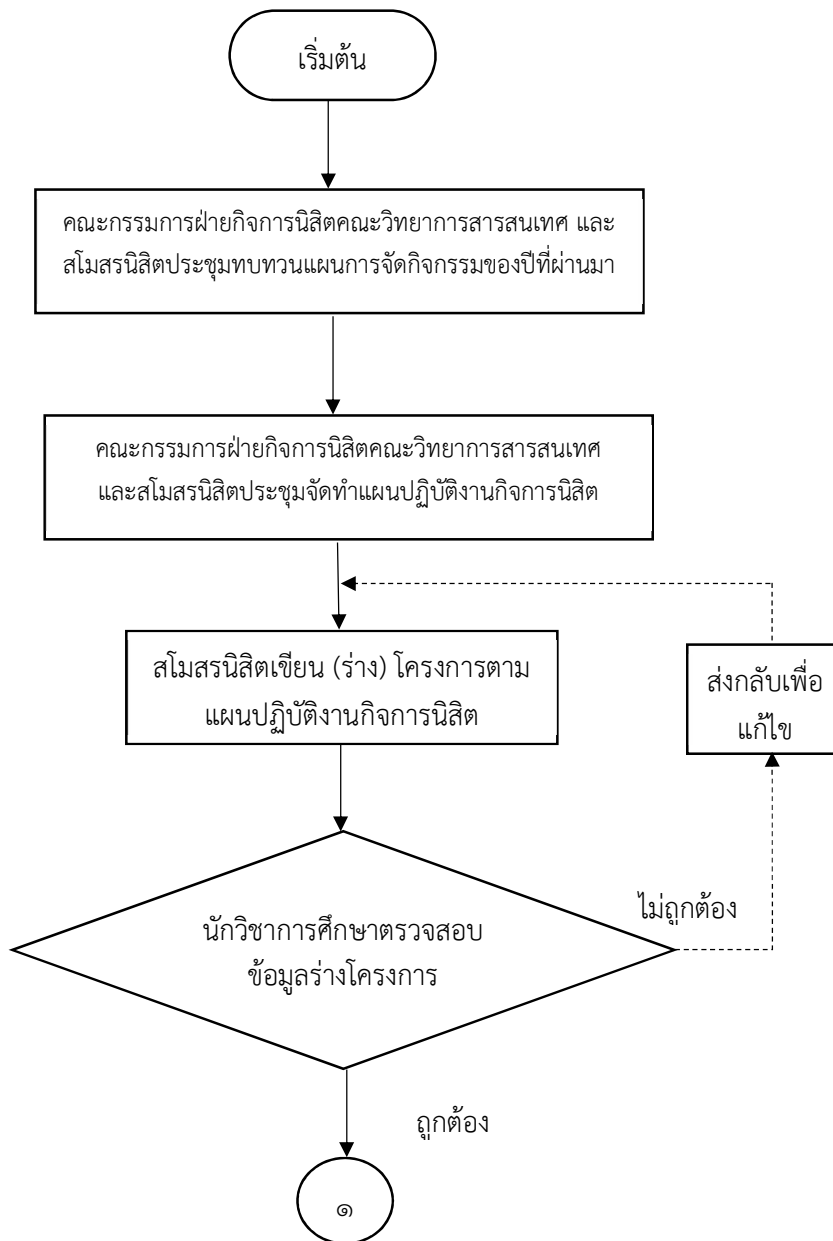 เริ่มต้น
คณะกรรมการฝ่ายกิจการนิสิตคณะวิทยาการสารสนเทศ และ
สโมสรนิสิตประชุมทบทวนแผนการจัดกิจกรรมของปีที่ผ่านมา
คณะกรรมการฝ่ายกิจการนิสิตคณะวิทยาการสารสนเทศ
และสโมสรนิสิตประชุมจัดทำแผนปฏิบัติงานกิจการนิสิต
สโมสรนิสิตเขียน (ร่าง) โครงการตาม
แผนปฏิบัติงานกิจการนิสิต
ส่งกลับเพื่อ
แก้ไข
นักวิชาการศึกษาตรวจสอบ
ข้อมูลร่างโครงการ
ไม่ถูกต้อง
ถูกต้อง
๑